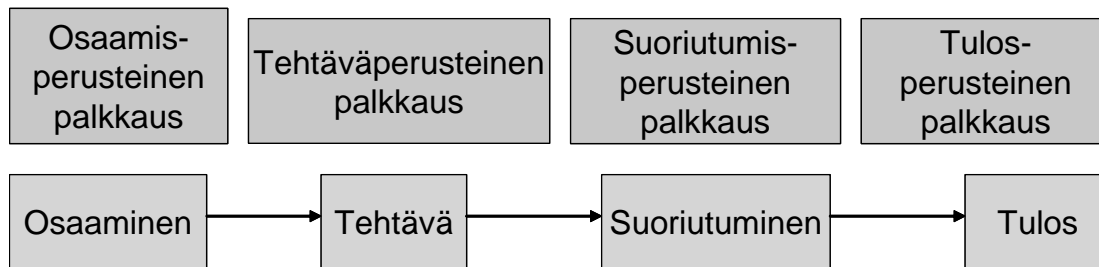 Osaamis-
perusteinen
palkkaus
Tehtäväperusteinen
palkkaus
Suoriutumis-
perusteinen
palkkaus
Tulos-
perusteinen
palkkaus
Osaaminen
Tehtävä
Suoriutuminen
Tulos